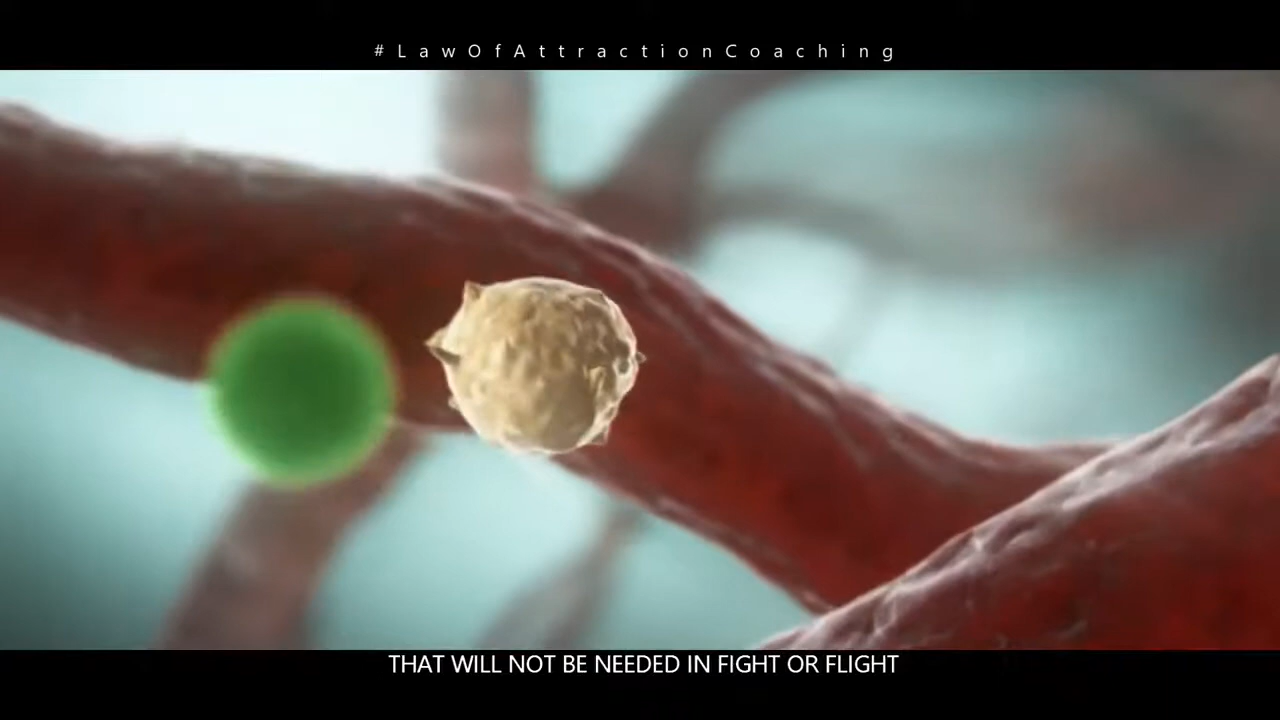 #LawOfAttractionCoaching
THAT WILL NOT BE NEEDED IN FIGHT OR FLIGHT